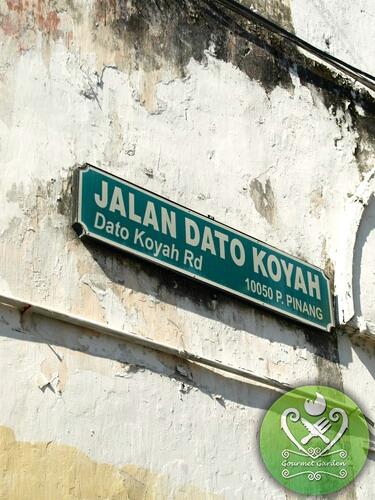 JALAN DATO KOYAH
Dato Koyah Rd
10050 P. PINANG
Gourmet Garden